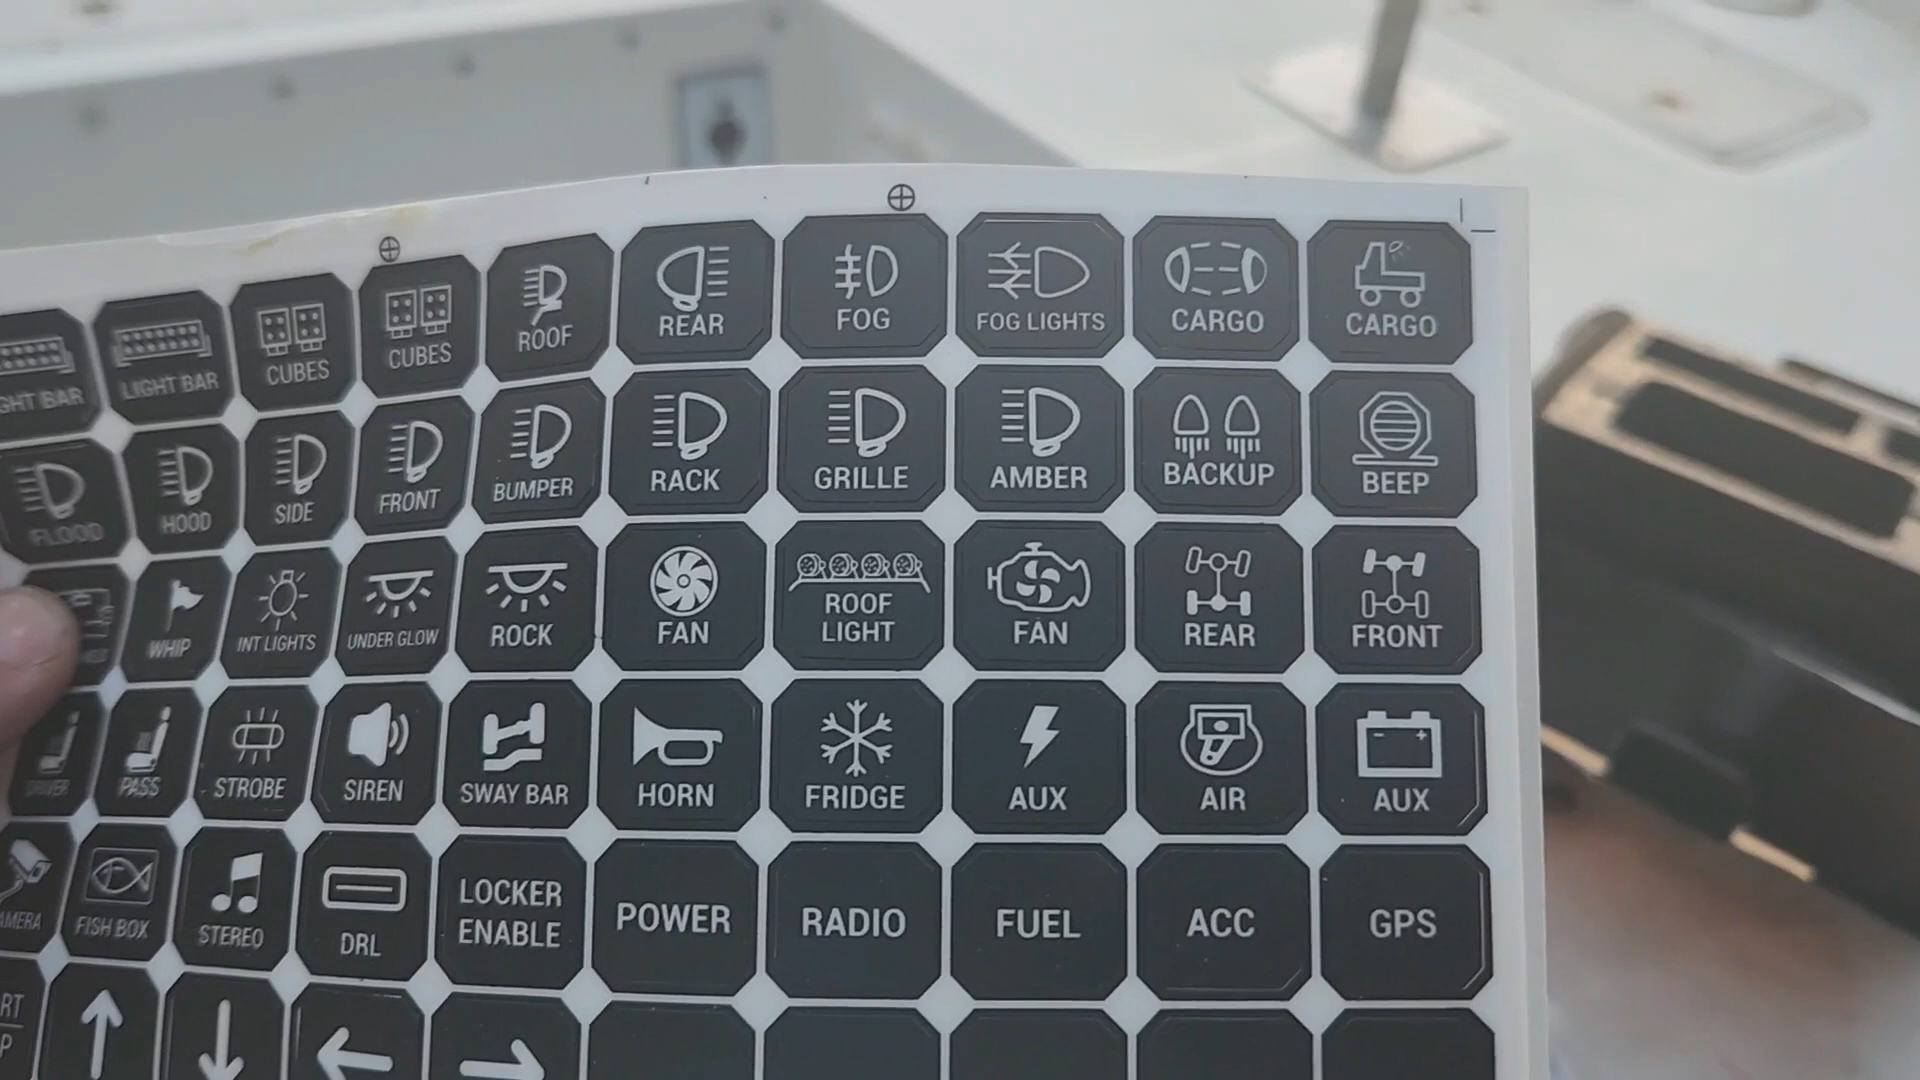 LIGHT BAR
CUBES
CUBES
ROOF
REAR
FOG
FOG LIGHTS
CARGO
CARGO
FLOOD
HOOD
SIDE
FRONT
BUMPER
RACK
GRILLE
AMBER
BACKUP
BEEP
WHIP
INT LIGHTS
UNDER GLOW
ROCK
FAN
ROOF
LIGHT
FAN
REAR
FRONT
DRIVER
PASS
STROBE
SIREN
SWAY BAR
HORN
FRIDGE
AUX
AIR
AUX
FISH BOX
STEREO
DRL
LOCKER
ENABLE
POWER
RADIO
FUEL
ACC
GPS